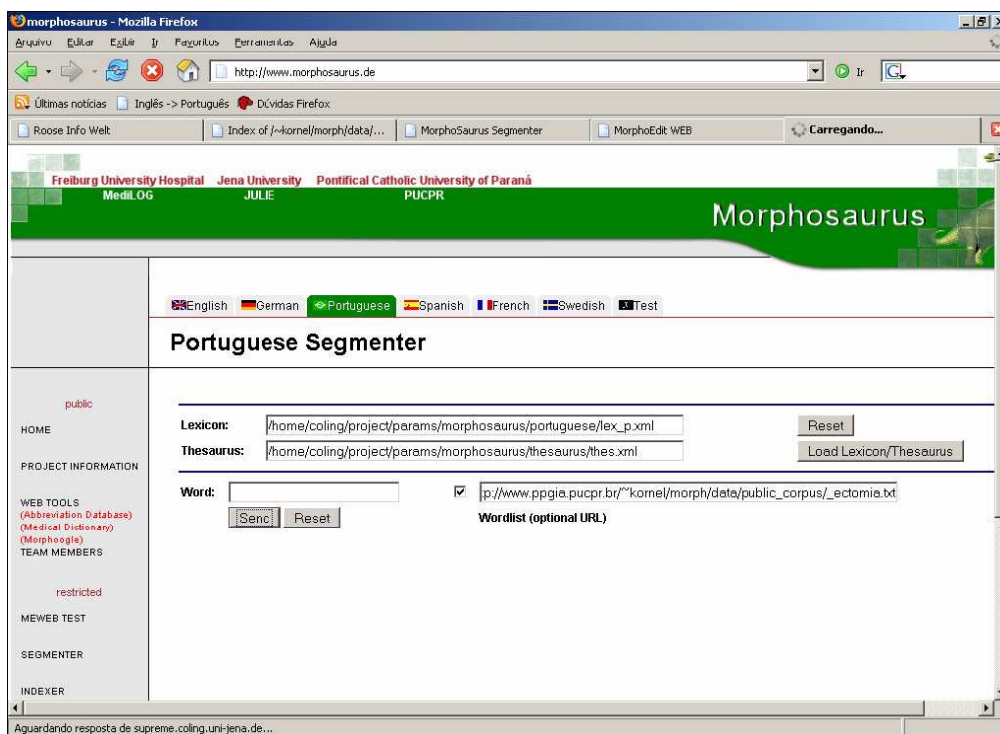 morphosaurus - Mozilla Firefox
Arquivo Editar Exibir Ir Favoritos Ferramentas Ajuda
http://www.morphosaurus.de Ir
Últimas notícias Inglês -> Português Dúvidas Firefox
Roose Info Welt Index of /~kornel/morph/data/... MorphoSaurus Segmenter MorphoEdit WEB Carregando...
Freiburg University Hospital Jena University Pontifical Catholic University of Paraná
MediLOG JULIE PUCPR
Morphosaurus
English German Portuguese Spanish French Swedish Test
Portuguese Segmenter
public
HOME
PROJECT INFORMATION
WEB TOOLS
(Abbreviation Database)
(Medical Dictionary)
(Morphoogle)
TEAM MEMBERS
restricted
MEWEB TEST
SEGMENTER
INDEXER
Lexicon: /home/coling/project/params/morphosaurus/portuguese/lex_p.xml Reset
Thesaurus: /home/coling/project/params/morphosaurus/thesaurus/thes.xml Load Lexicon/Thesaurus
Word: p://www.ppgia.pucpr.br/~kornel/morph/data/public_corpus/_ectomia.txt
Send Reset Wordlist (optional URL)
Aguardando resposta de supreme.coling.uni-jena.de...